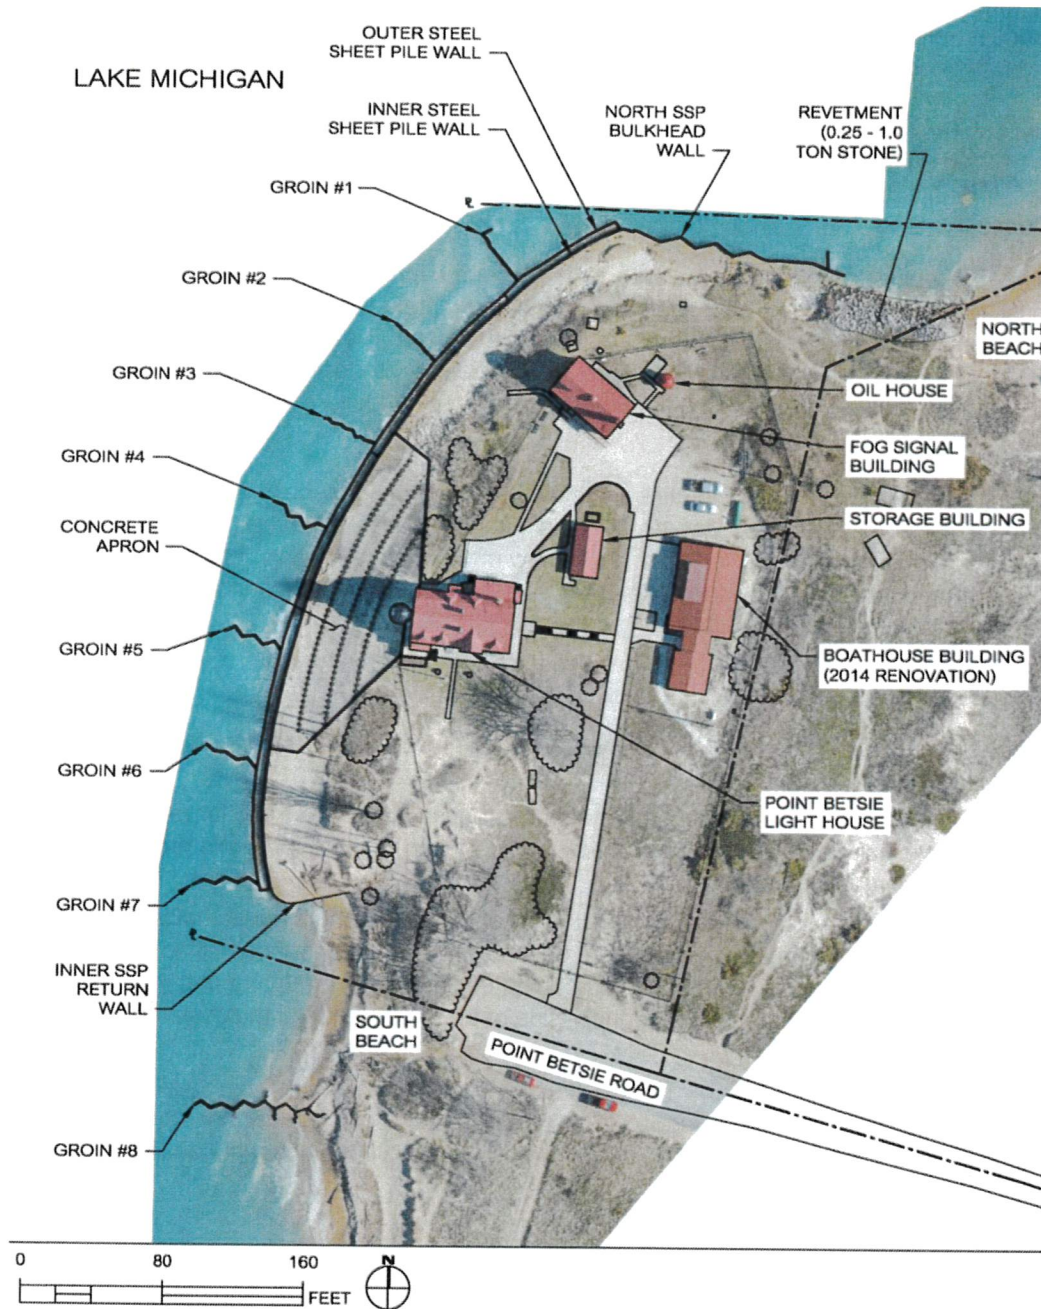 OUTER STEEL
SHEET PILE WALL
LAKE MICHIGAN
INNER STEEL
SHEET PILE WALL
NORTH SSP
BULKHEAD
WALL
REVETMENT
(0.25 - 1.0
TON STONE)
GROIN #1
GROIN #2
NORTH
BEACH
GROIN #3
OIL HOUSE
FOG SIGNAL
BUILDING
GROIN #4
STORAGE BUILDING
CONCRETE
APRON
GROIN #5
BOATHOUSE BUILDING
(2014 RENOVATION)
GROIN #6
POINT BETSIE
LIGHT HOUSE
GROIN #7
INNER SSP
RETURN
WALL
SOUTH
BEACH
POINT BETSIE ROAD
GROIN #8
0 80 160
FEET
N